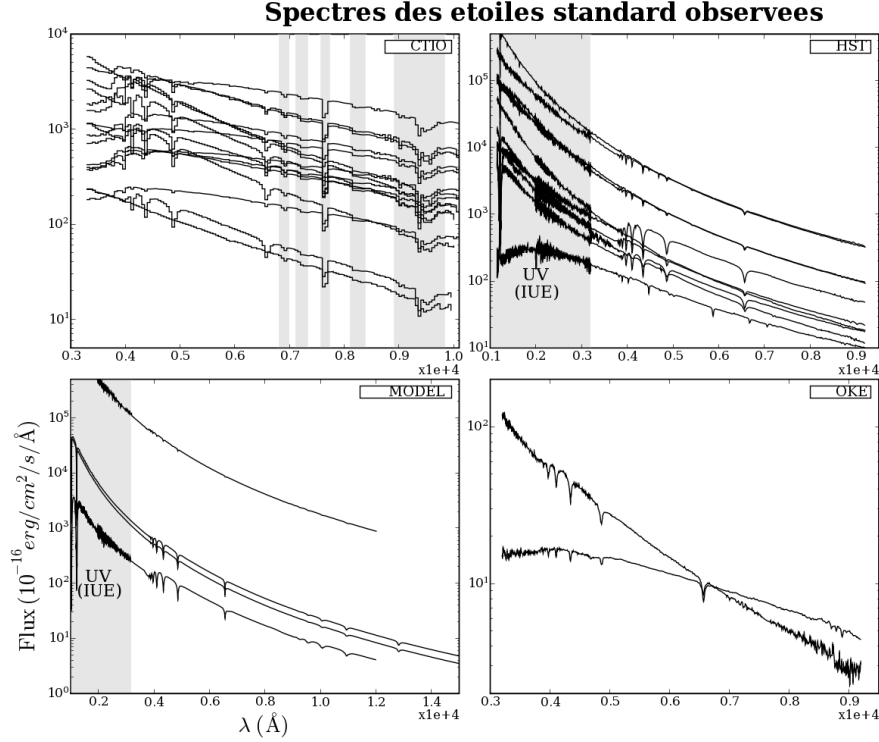 Spectres des etoiles standard observees
10^4
CTIO
10^3
10^2
10^1
0.3 0.4 0.5 0.6 0.7 0.8 0.9 1.0
x1e+4
HST
10^5
10^4
10^3
10^2
10
UV
(IUE)
0.1 0.2 0.3 0.4 0.5 0.6 0.7 0.8 0.9
x1e+4
MODEL
10^5
10^4
10^3
10^2
10^1
10^0
UV
(IUE)
0.2 0.4 0.6 0.8 1.0 1.2 1.4
x1e+4
Flux (10^{-16} erg/cm^2/s/Å)
λ (Å)
OKE
10^2
10^1
0.3 0.4 0.5 0.6 0.7 0.8 0.9
x1e+4